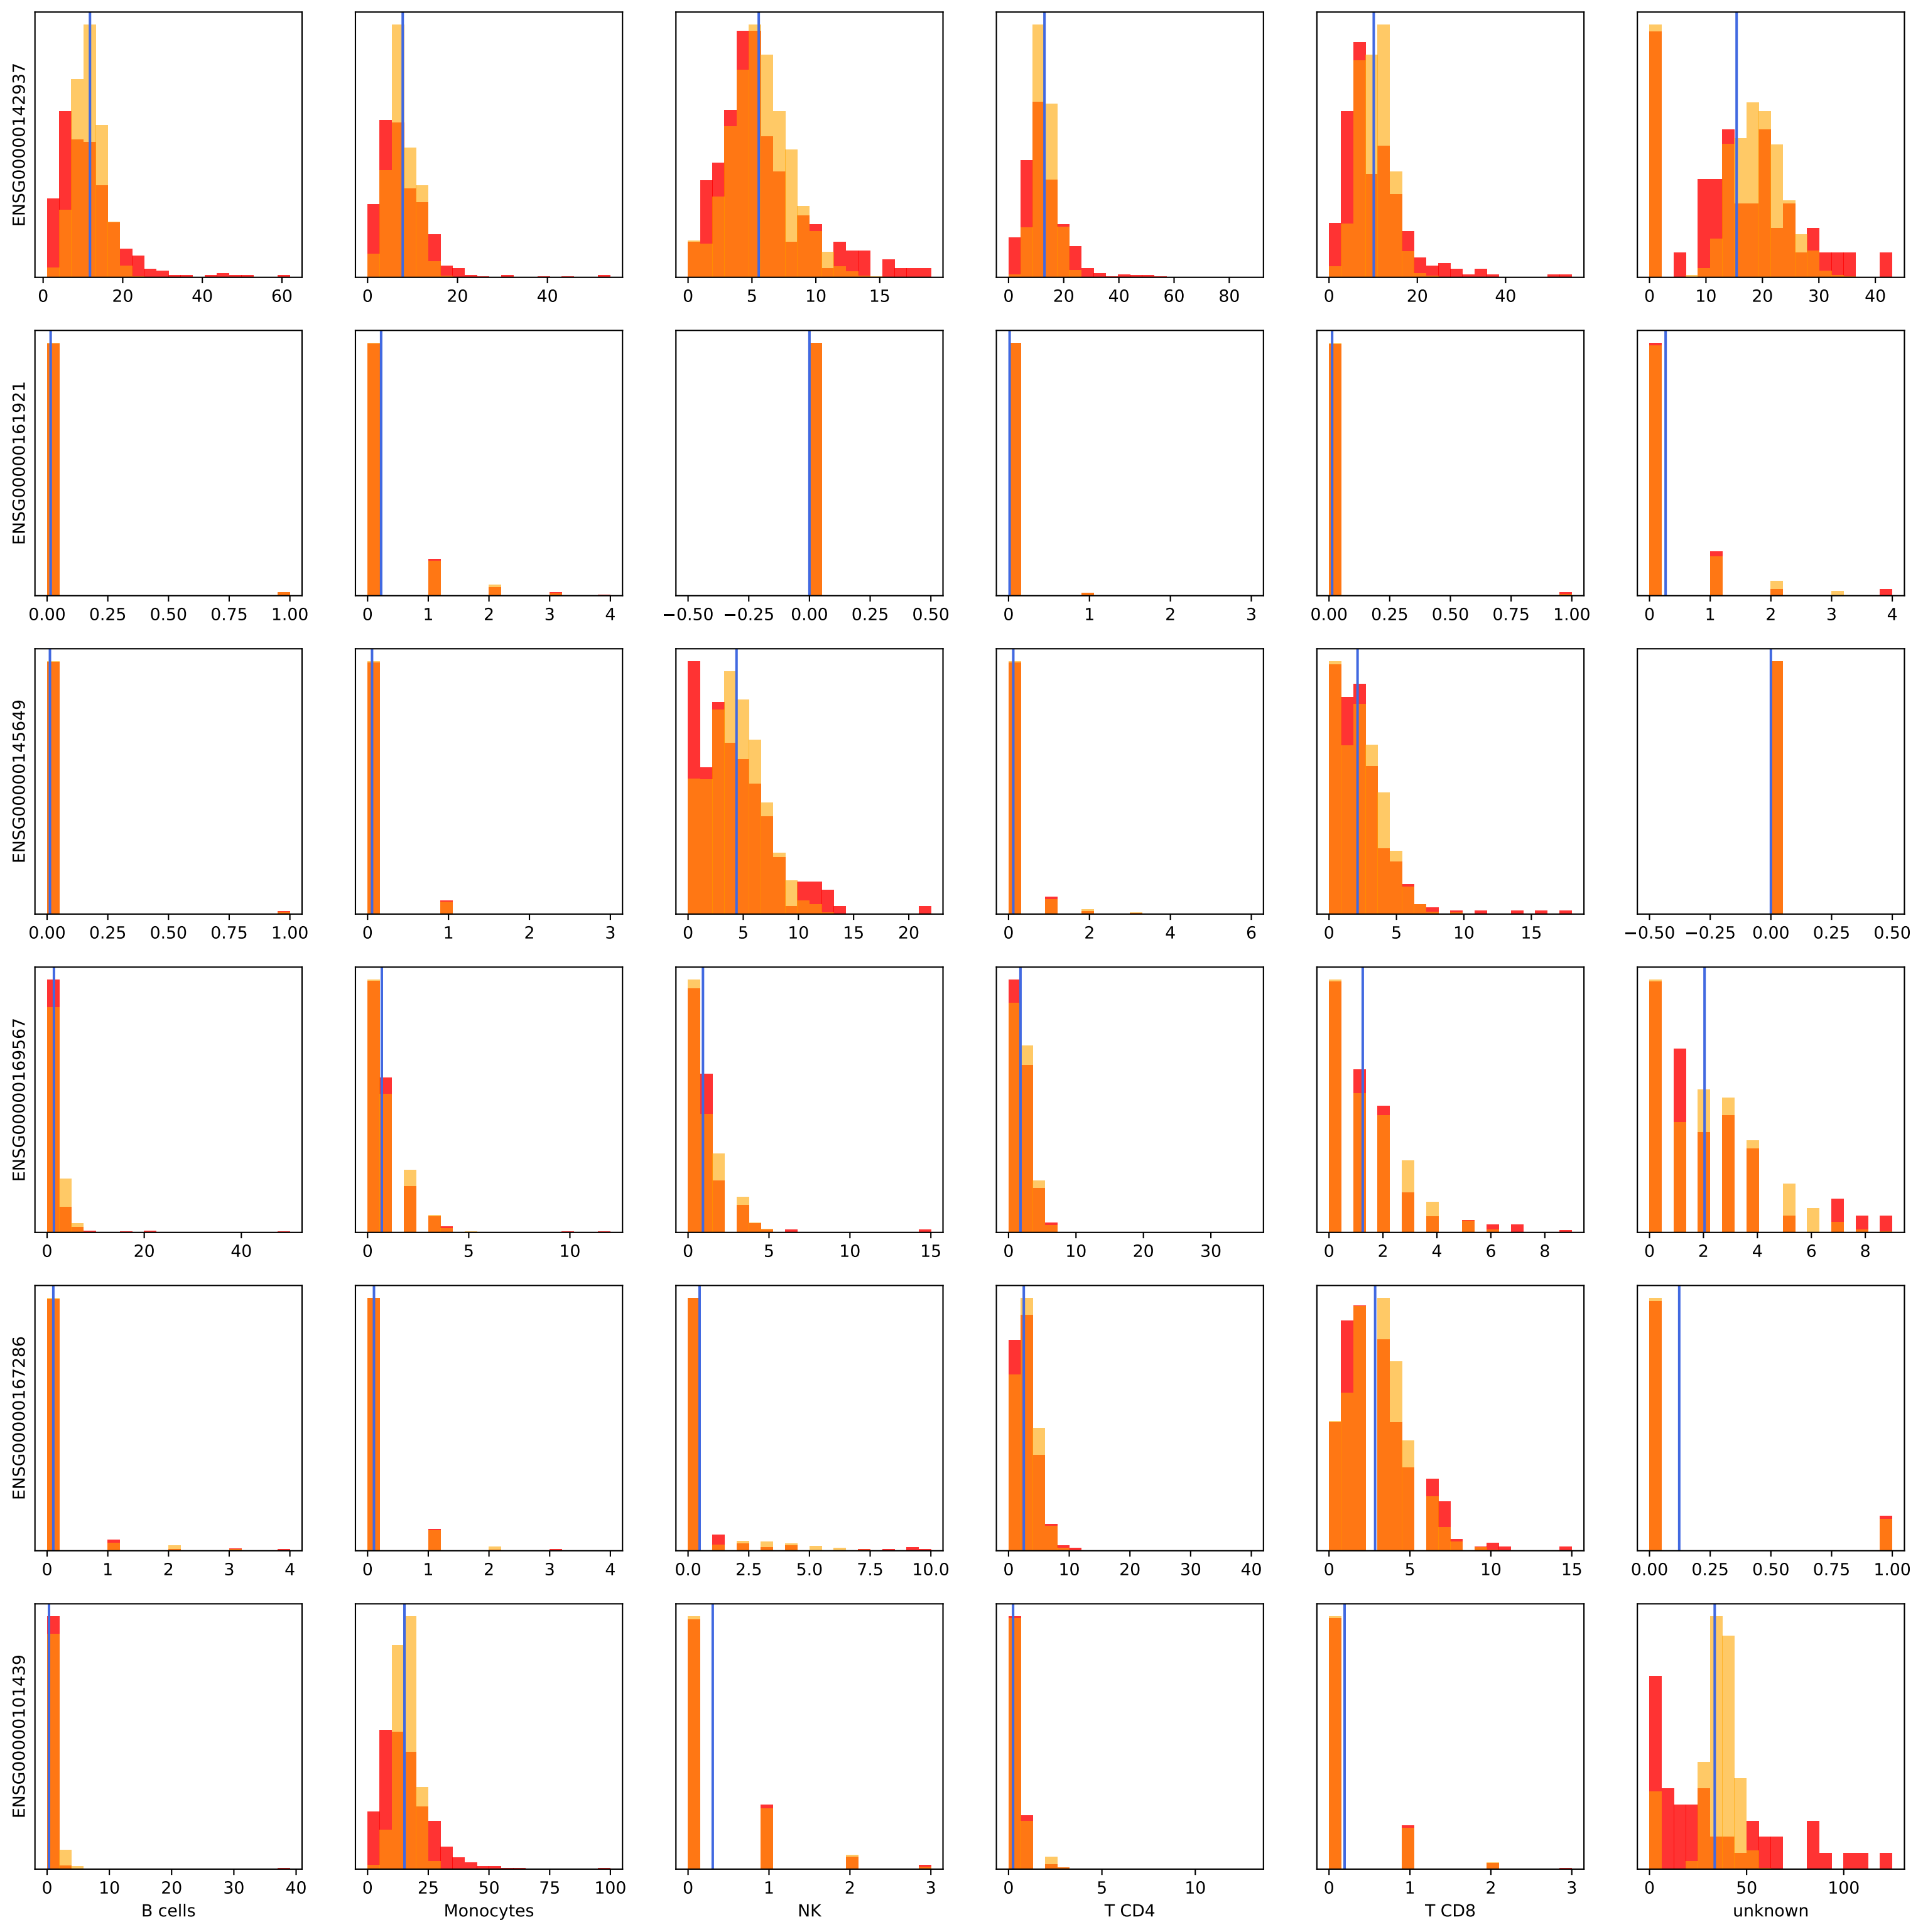 ENSG00000142937
0 20 40 60
0 20 40
0 5 10 15
0 20 40 60 80
0 20 40
0 10 20 30 40
ENSG00000161921
0.00 0.25 0.50 0.75 1.00
0 1 2 3 4
−0.50 −0.25 0.00 0.25 0.50
0 1 2 3
0.00 0.25 0.50 0.75 1.00
0 1 2 3 4
ENSG00000145649
0.00 0.25 0.50 0.75 1.00
0 1 2 3
0 5 10 15 20
0 2 4 6
0 5 10 15
−0.50 −0.25 0.00 0.25 0.50
ENSG00000169567
0 20 40
0 5 10
0 5 10 15
0 10 20 30
0 2 4 6 8
0 2 4 6 8
ENSG00000167286
0 1 2 3 4
0 1 2 3 4
0.0 2.5 5.0 7.5 10.0
0 10 20 30 40
0 5 10 15
0.00 0.25 0.50 0.75 1.00
ENSG00000101439
0 10 20 30 40
B cells
0 25 50 75 100
Monocytes
0 1 2 3
NK
0 5 10
T CD4
0 1 2 3
T CD8
0 50 100
unknown